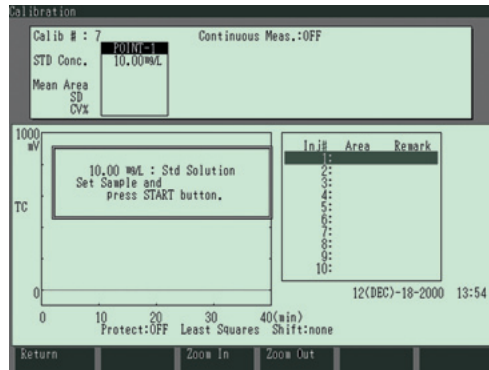 Calibration
Calib # : 7 Continuous Meas.:OFF
POINT-1
STD Conc. 10.00mg/L
Mean Area
SD
CV%
1000
mV
Inj# Area Remark
1:
10.00 mg/L : Std Solution
2:
Set Sample and
3:
press START button.
4:
5:
TC
6:
7:
8:
9:
10:
0
12(DEC)-18-2000 13:54
0 10 20 30 40(min)
Protect:OFF Least Squares Shift:none
Return Zoom In Zoom Out